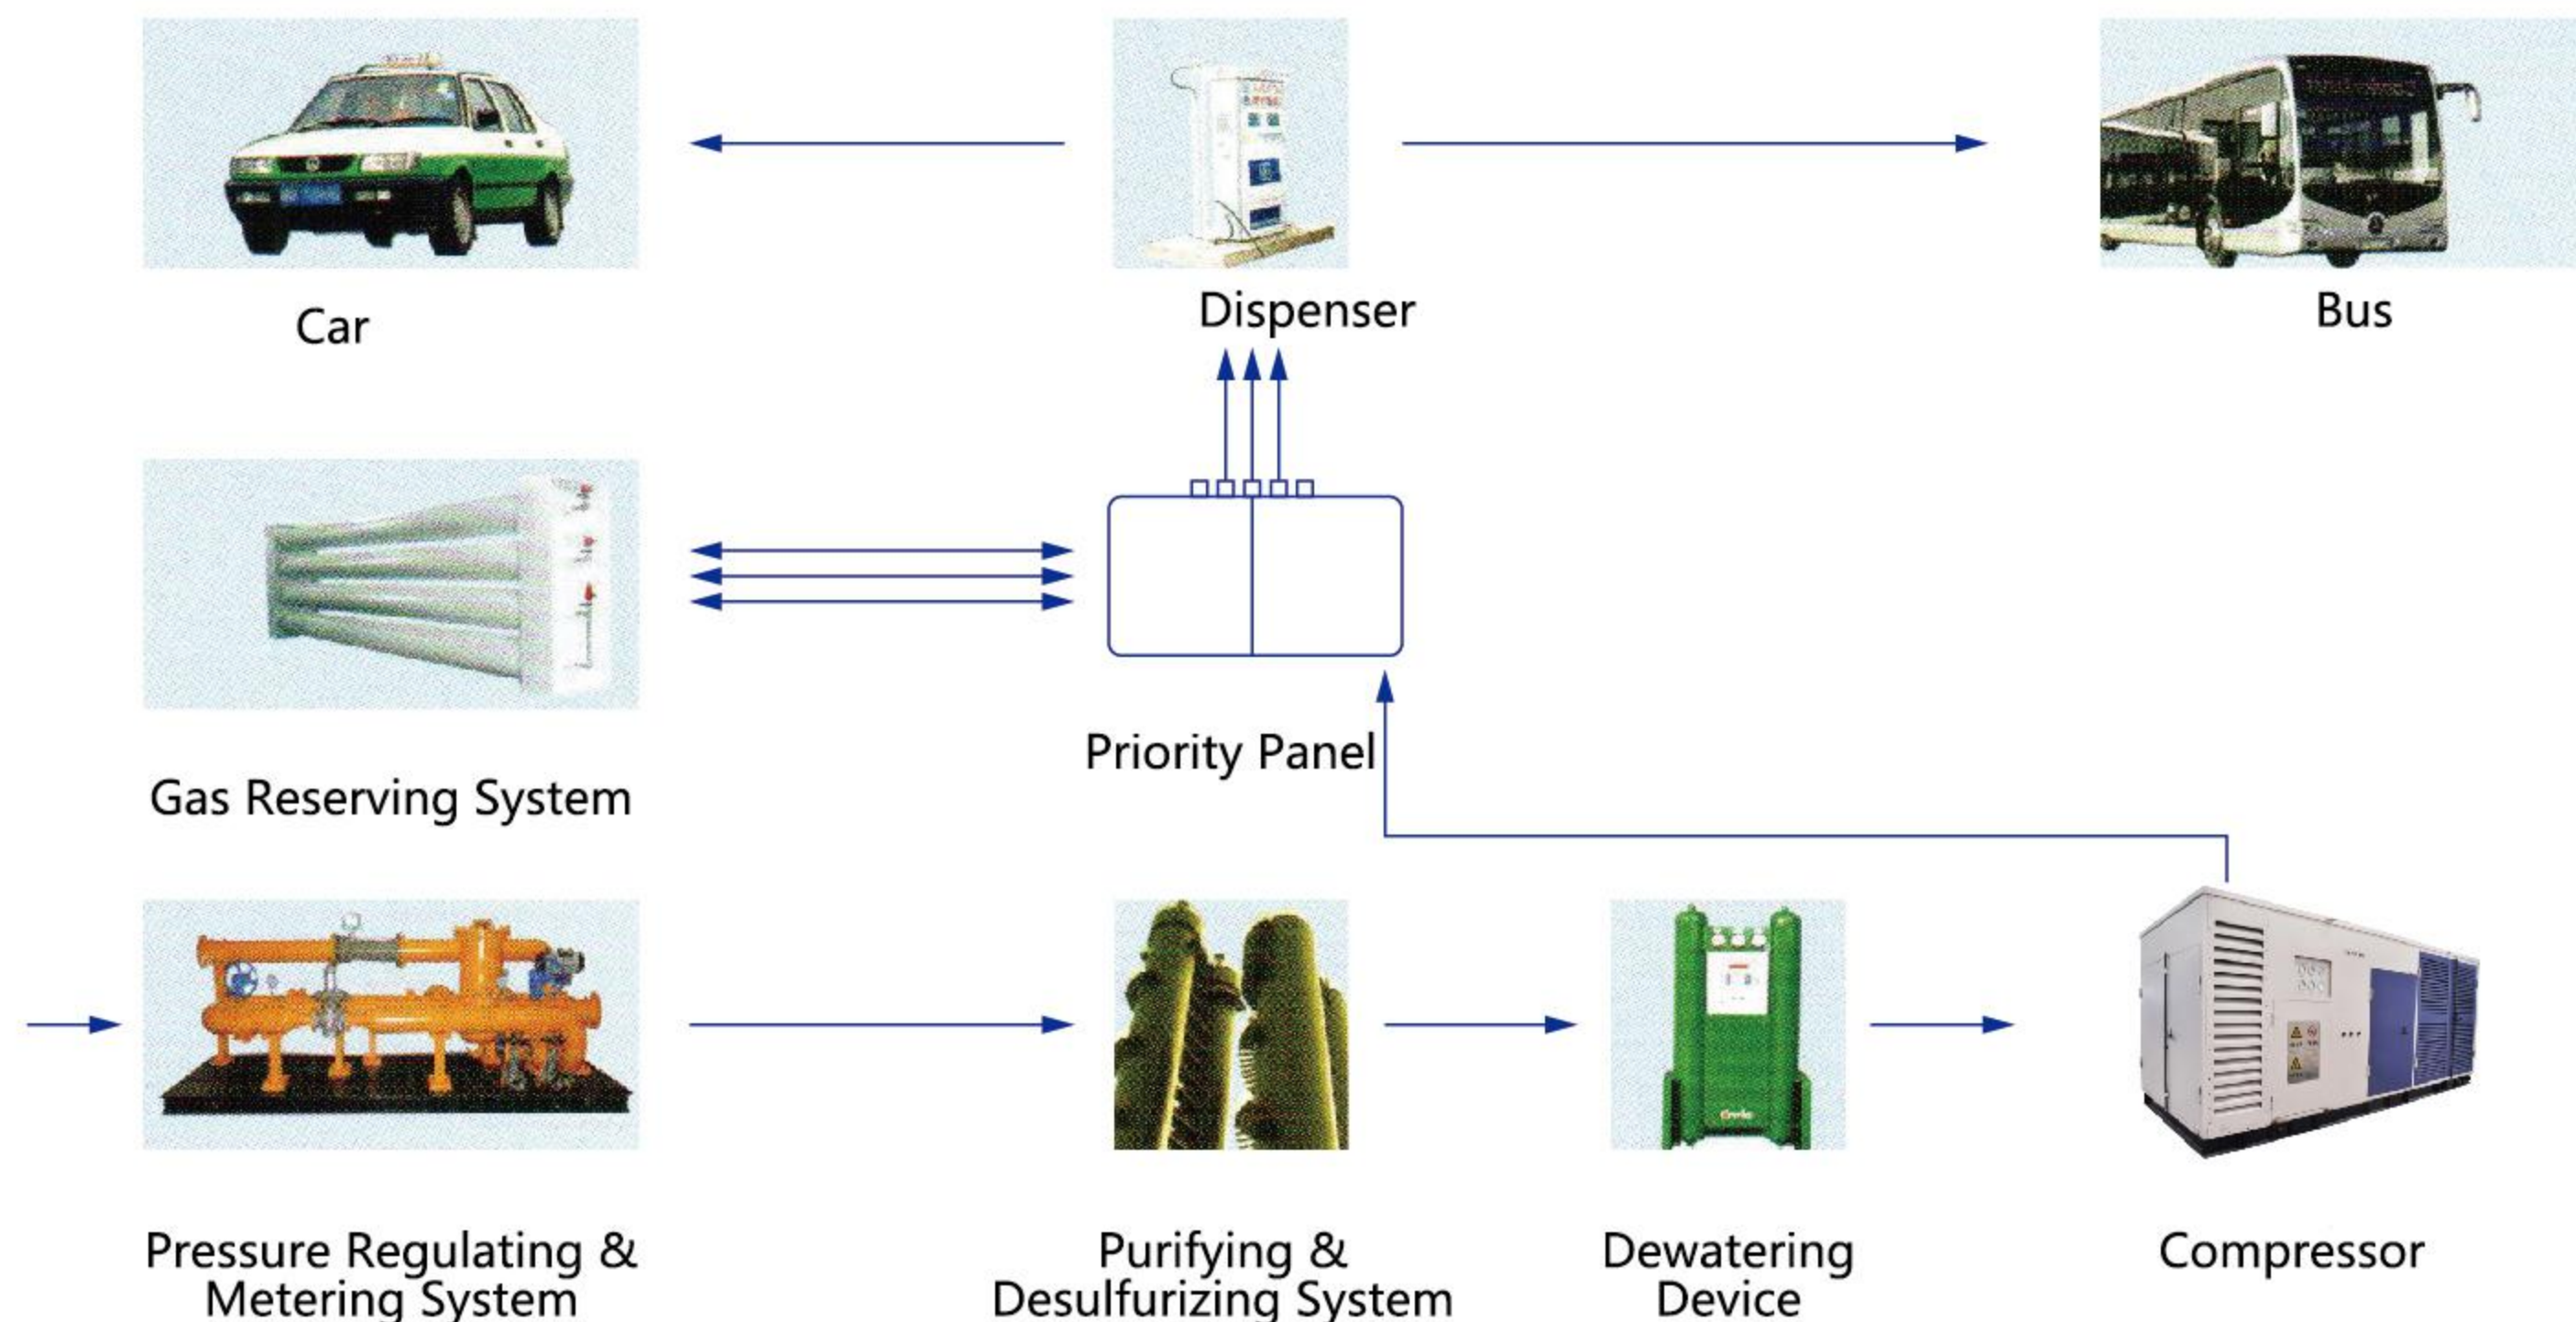 Car
Dispenser
Bus
Gas Reserving System
Priority Panel
Pressure Regulating &
Metering System
Purifying &
Desulfurizing System
Dewatering
Device
Compressor